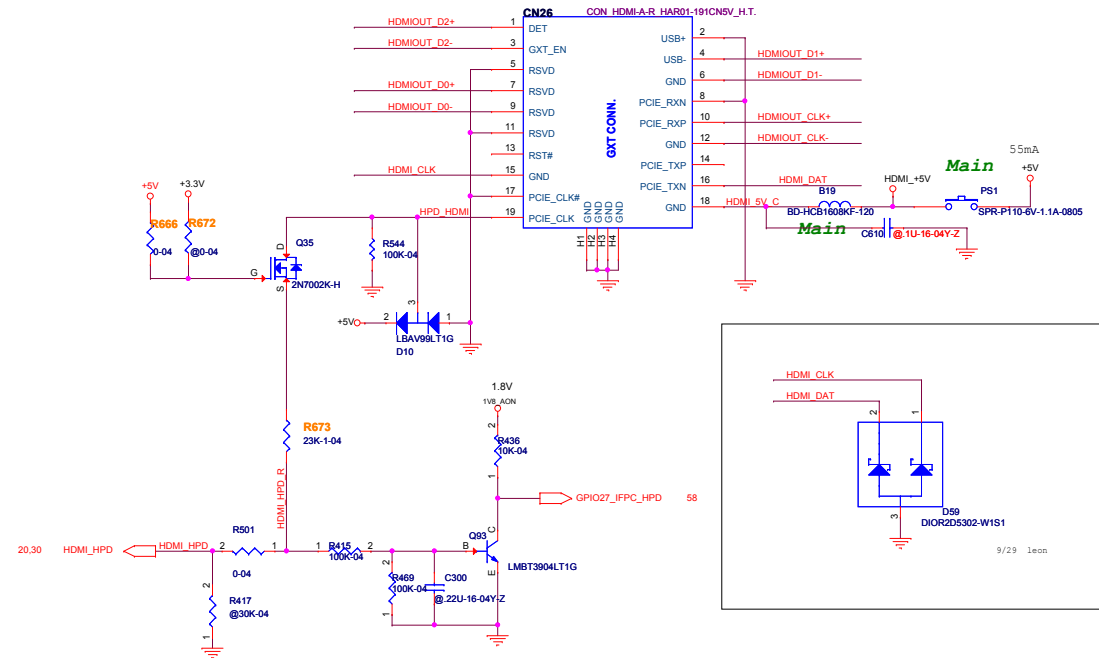 CN26 CON_HDMI-A-R_HAR01-191CN5V_H.T.
HDMIOUT_D2+ 1 DET
HDMIOUT_D2- 3 GXT_EN
5 RSVD
HDMIOUT_D0+ 7 RSVD
HDMIOUT_D0- 9 RSVD
11 RSVD
13 RST#
HDMI_CLK 15 GND
17 PCIE_CLK#
HPD_HDMI 19 PCIE_CLK
GXT CONN.
USB+ 2
USB- 4 HDMIOUT_D1+
GND 6 HDMIOUT_D1-
PCIE_RXN 8
PCIE_RXP 10 HDMIOUT_CLK+
GND 12 HDMIOUT_CLK-
PCIE_TXP 14
PCIE_TXN 16 HDMI_DAT
GND 18 HDMI_5V_C
GND GND GND GND
H1 H2 H3 H4
55mA
Main
+5V
HDMI_+5V
B19
BD-HCB1608KF-120
PS1
SPR-P110-6V-1.1A-0805
Main
C610 @.1U-16-04Y-Z
+5V +3.3V
R666 R672
0-04 @0-04
G D S
Q35
2N7002K-H
R544
100K-04
+5V 2 3 1
LBAV99LT1G
D10
R673
23K-1-04
HDMI_HPD_R
1.8V
1V8_AON
2
R436
10K-04
1
GPIO27_IFPC_HPD 58
20,30 HDMI_HPD HDMI_HPD 2 R501 1
0-04
1 R415 2
100K-04
B C E
Q93
LMBT3904LT1G
2
R469
100K-04
1
C300
@.22U-16-04Y-Z
2
R417
@30K-04
1
HDMI_CLK
HDMI_DAT
2 1
3
D59
DIOR2D5302-W1S1
9/29 leon